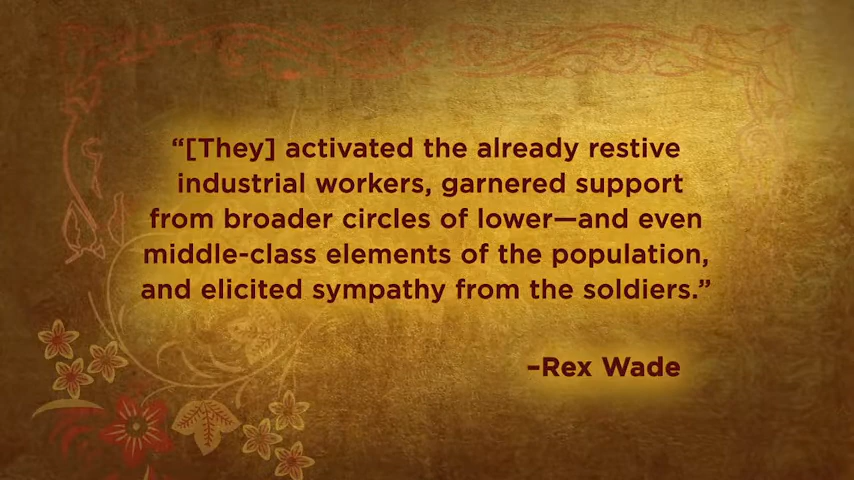 “[They] activated the already restive
industrial workers, garnered support
from broader circles of lower—and even
middle-class elements of the population,
and elicited sympathy from the soldiers.”
–Rex Wade